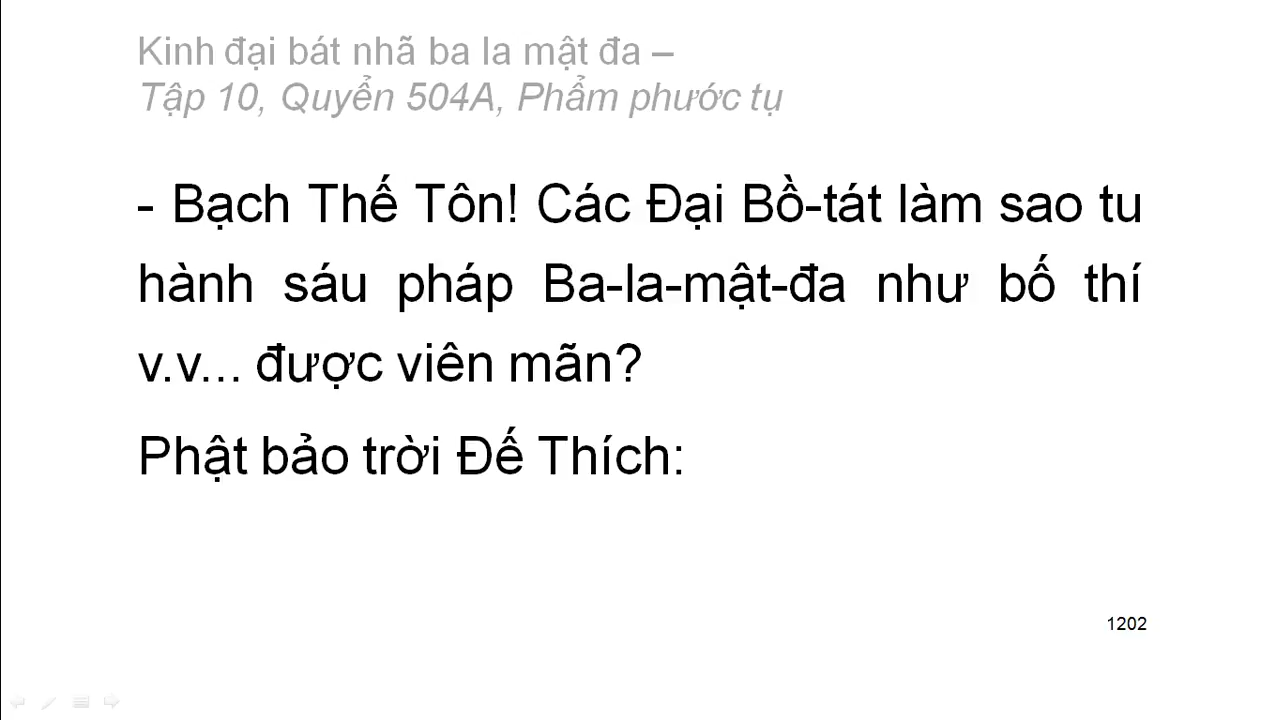 Kinh đại bát nhã ba la mật đa –
Tập 10, Quyển 504A, Phẩm phước tụ
- Bạch Thế Tôn! Các Đại Bồ-tát làm sao tu
hành sáu pháp Ba-la-mật-đa như bố thí
v.v... được viên mãn?
Phật bảo trời Đế Thích:
1202